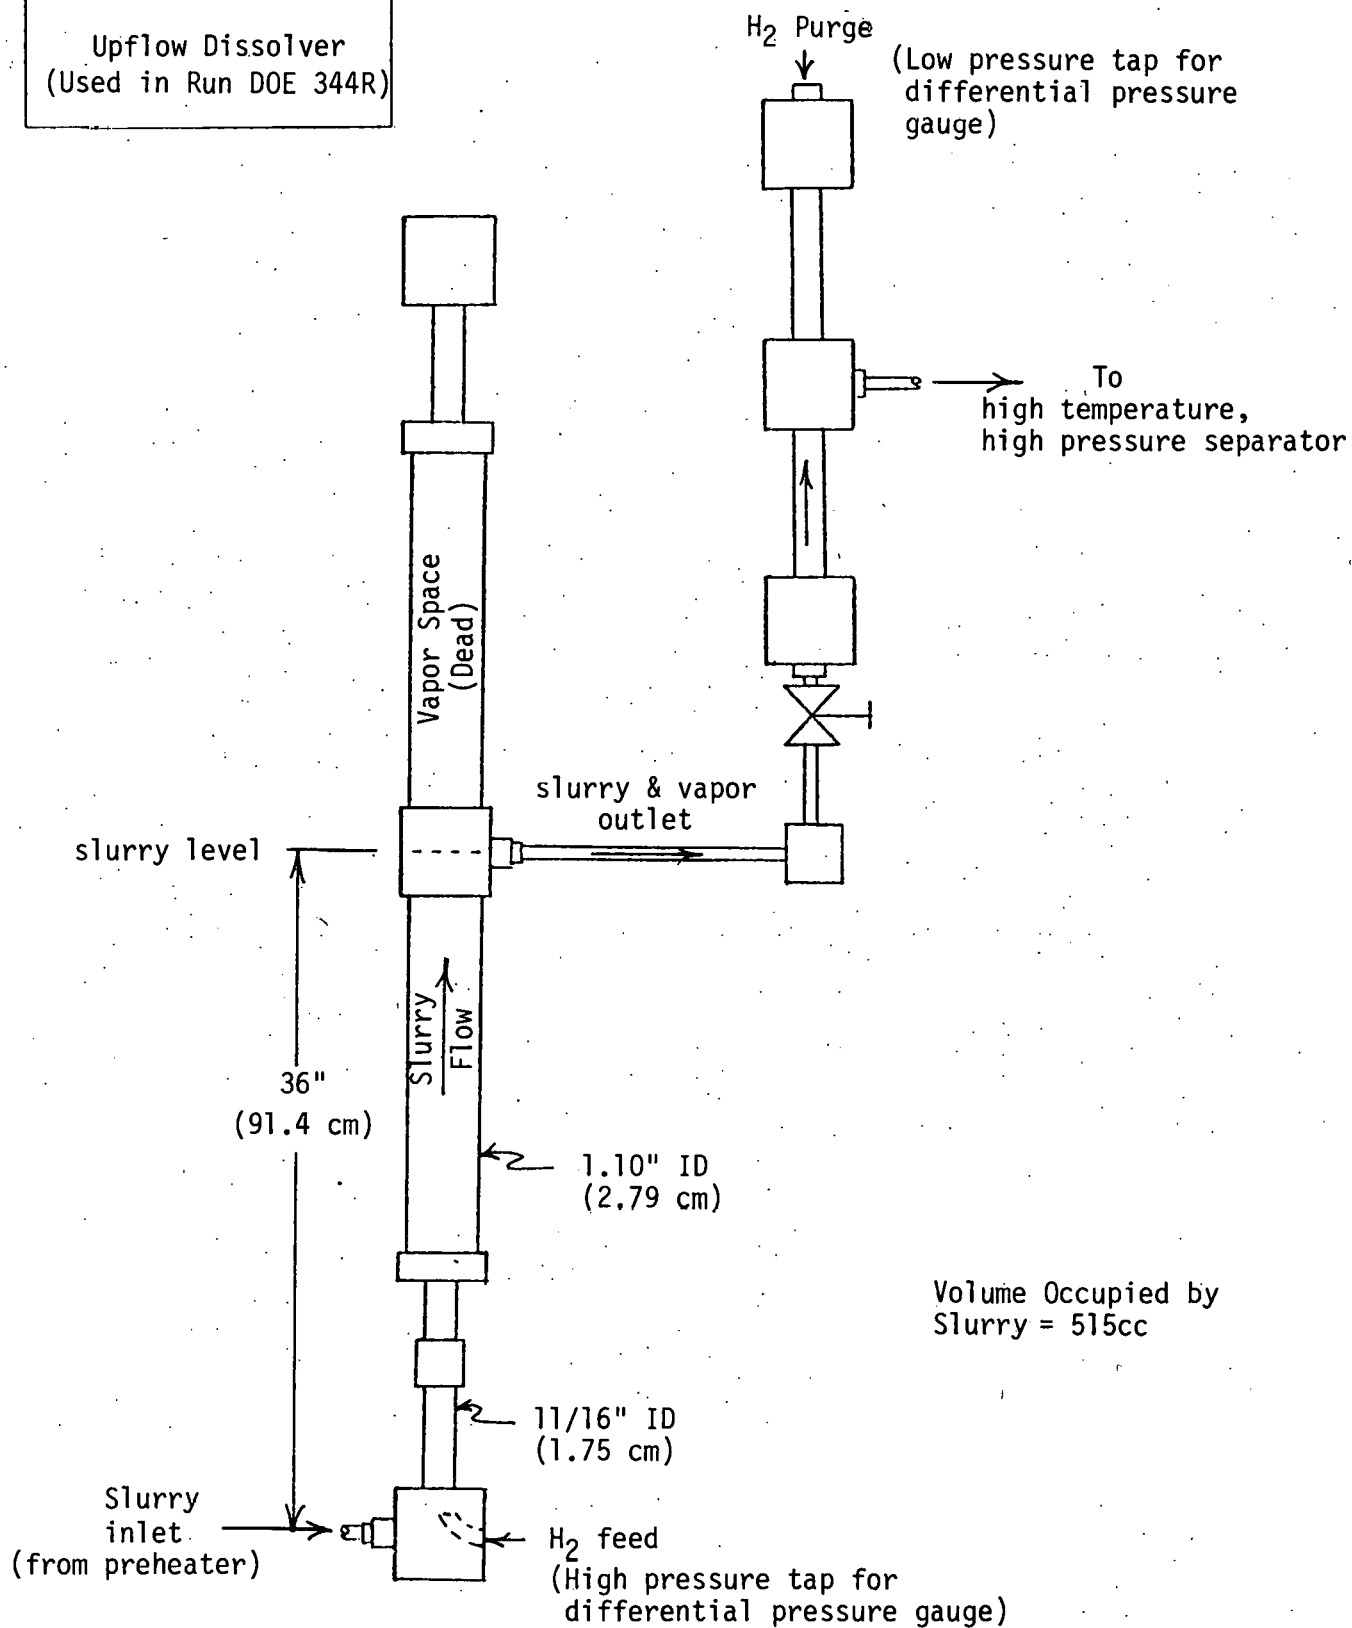 Upflow Dissolver
(Used in Run DOE 344R)
H2 Purge
(Low pressure tap for
differential pressure
gauge)
To
high temperature,
high pressure separator
Vapor Space
(Dead)
slurry & vapor
outlet
slurry level
Slurry
Flow
36"
(91.4 cm)
1.10" ID
(2.79 cm)
Volume Occupied by
Slurry = 515cc
11/16" ID
(1.75 cm)
Slurry
inlet
(from preheater)
H2 feed
(High pressure tap for
differential pressure gauge)